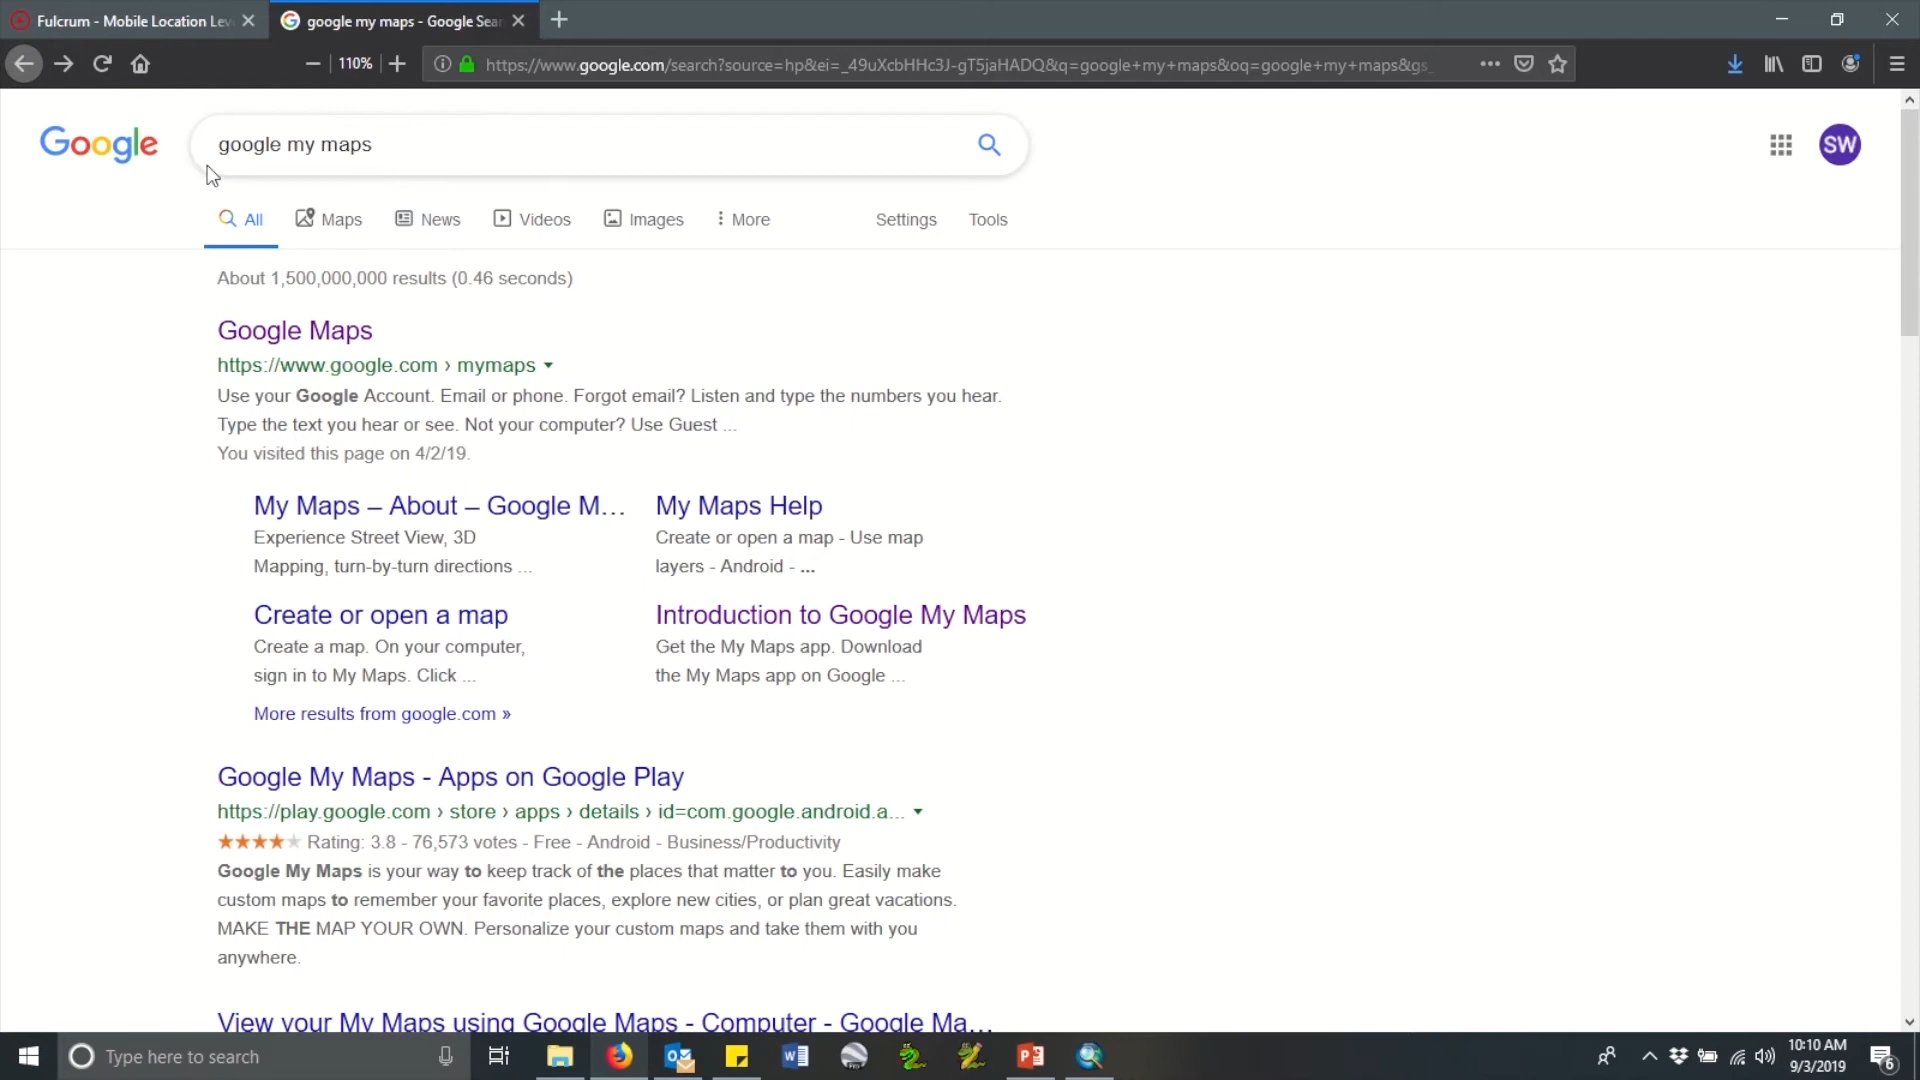 Fulcrum - Mobile Location Lev
google my maps - Google Sear
110%
https://www.google.com/search?source=hp&ei=_49uXcbHHc3J-gT5jaHADQ&q=google+my+maps&oq=google+my+maps&gs_
Google
google my maps
SW
All
Maps
News
Videos
Images
More
Settings
Tools
About 1,500,000,000 results (0.46 seconds)
Google Maps
https://www.google.com › mymaps
Use your Google Account. Email or phone. Forgot email? Listen and type the numbers you hear.
Type the text you hear or see. Not your computer? Use Guest ...
You visited this page on 4/2/19.
My Maps – About – Google M...
Experience Street View, 3D
Mapping, turn-by-turn directions ...
My Maps Help
Create or open a map - Use map
layers - Android - ...
Create or open a map
Create a map. On your computer,
sign in to My Maps. Click ...
Introduction to Google My Maps
Get the My Maps app. Download
the My Maps app on Google ...
More results from google.com »
Google My Maps - Apps on Google Play
https://play.google.com › store › apps › details › id=com.google.android.a...
Rating: 3.8 - 76,573 votes - Free - Android - Business/Productivity
Google My Maps is your way to keep track of the places that matter to you. Easily make
custom maps to remember your favorite places, explore new cities, or plan great vacations.
MAKE THE MAP YOUR OWN. Personalize your custom maps and take them with you
anywhere.
View your My Maps using Google Maps - Computer - Google Ma...
Type here to search
10:10 AM
9/3/2019
6